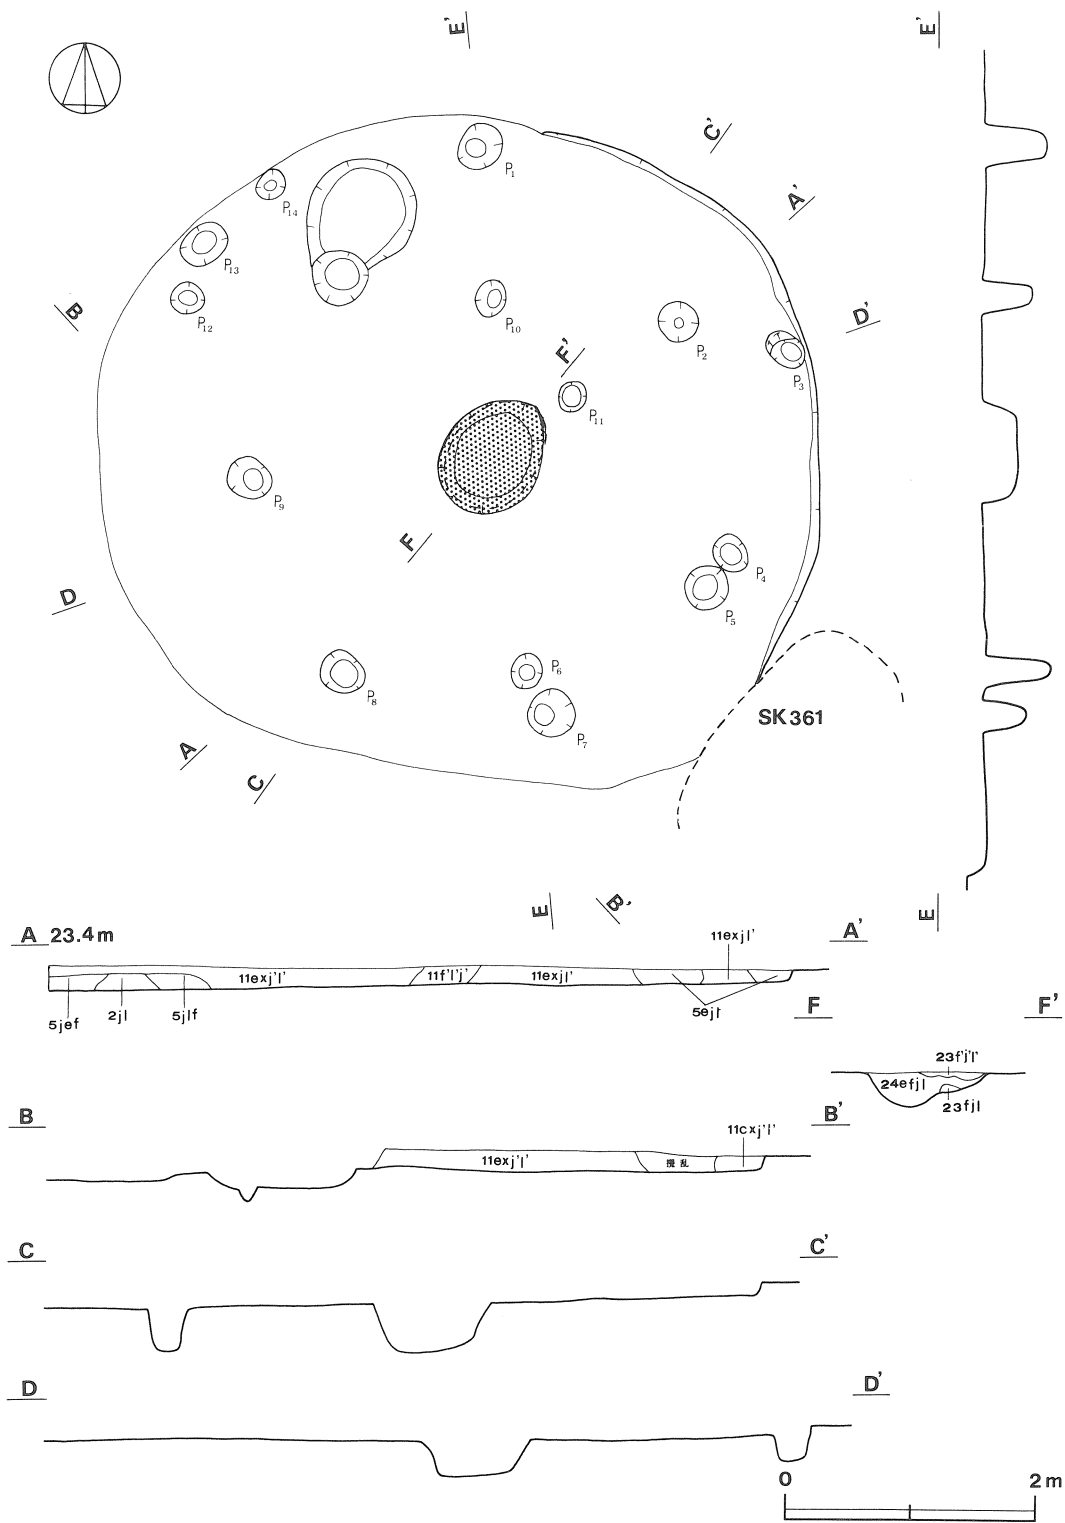 E' E'
C'
A'
P₁
P₁₄
P₁₃
B
P₁₂
P₁₀
D'
P₂
F'
P₃
P₁₁
P₉
F
P₄
D
P₅
P₆
P₈
SK361
P₇
A
C
E B' E
A 23.4m
11exj'l' 11f'l'j' 11exjl' 11exjl' A'
5jef 2jl 5jlf 5ejl
F F'
23f'j'l'
24efjl
23fjl
B B'
11exj'l' 攪乱 11cxj'l'
C C'
D D'
0 2m